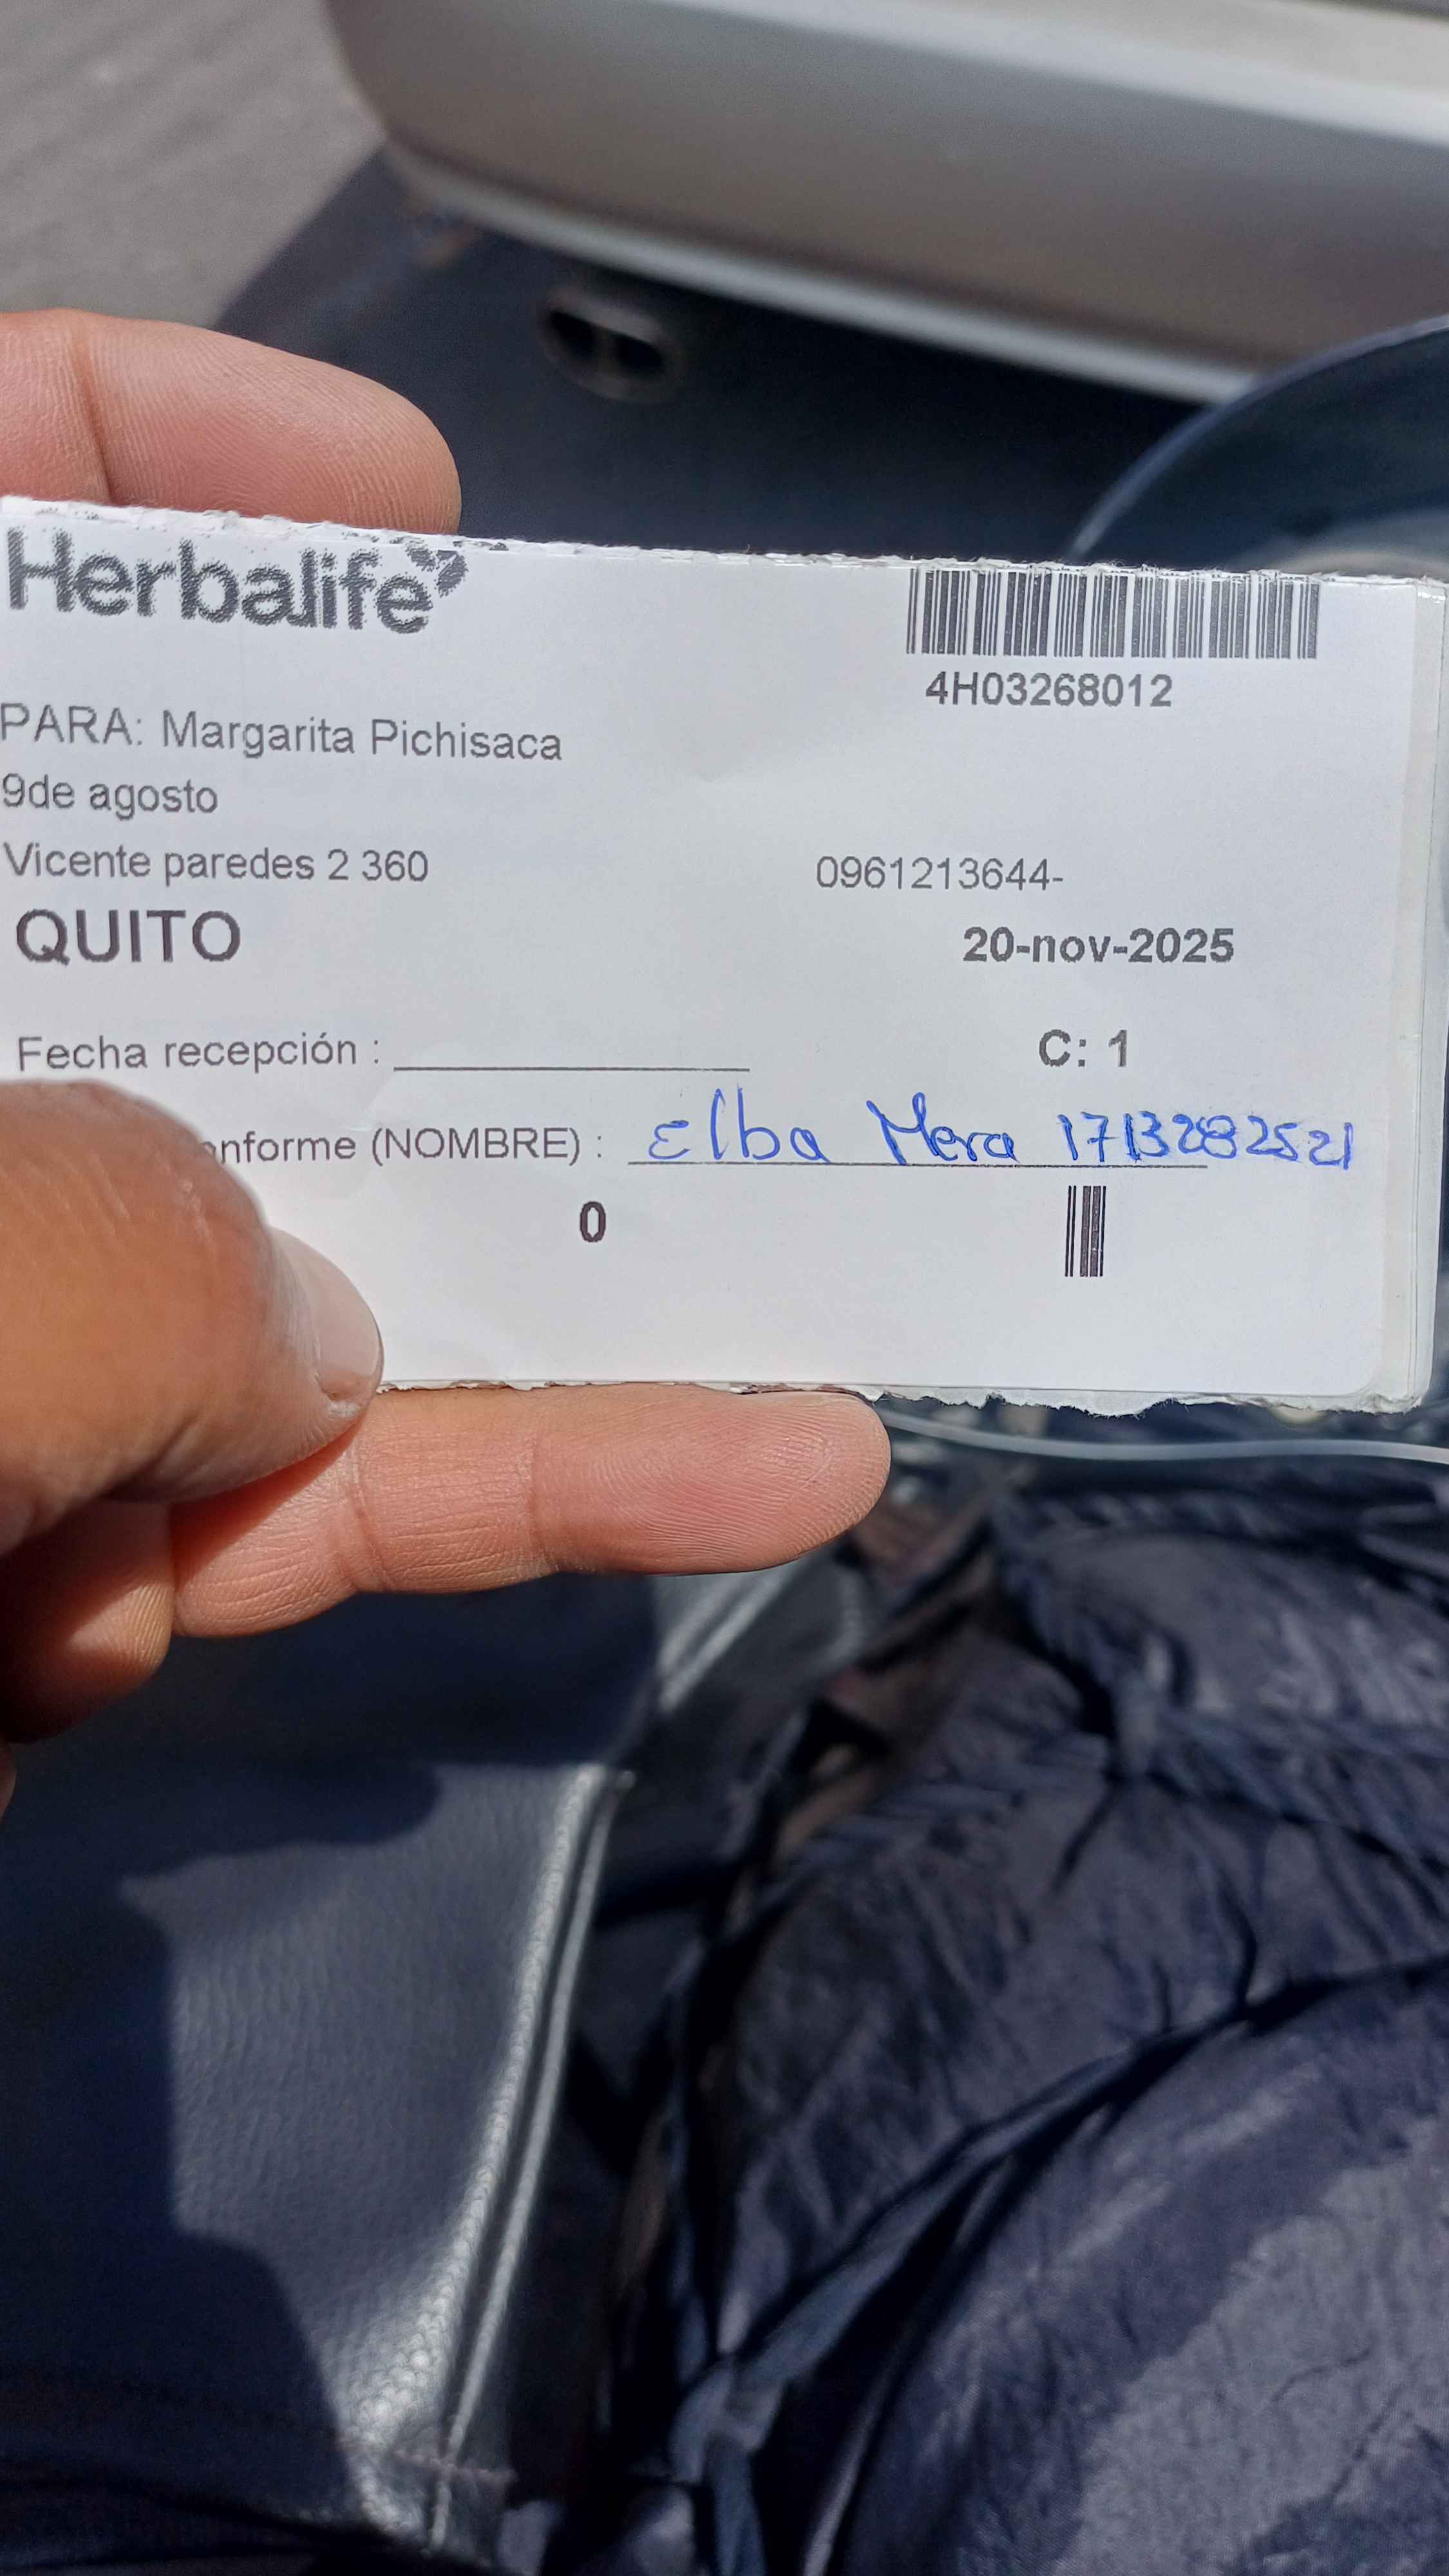 Herbalife
4H03268012
PARA: Margarita Pichisaca
9de agosto
Vicente paredes 2 360
0961213644-
QUITO
20-nov-2025
Fecha recepción :
C: 1
onforme (NOMBRE) : Elba Mera 1713282521
0